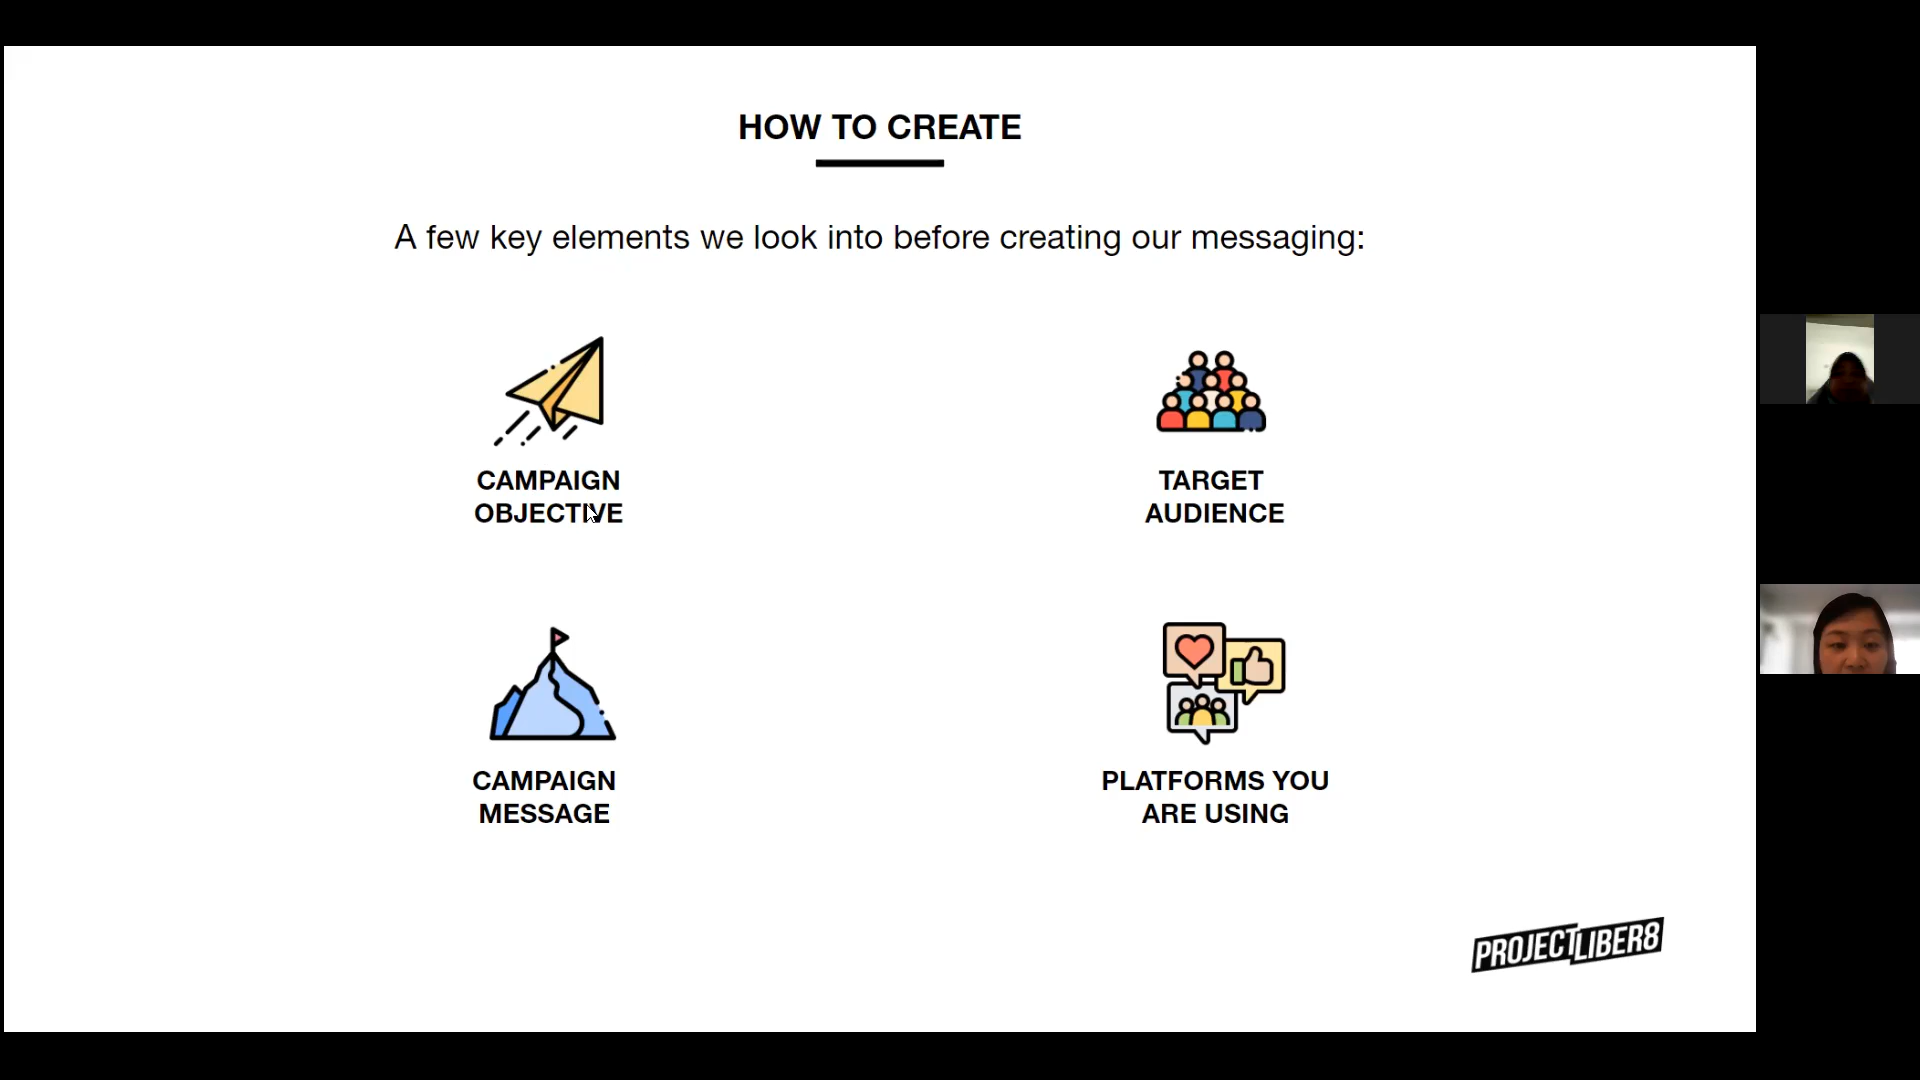 HOW TO CREATE
A few key elements we look into before creating our messaging:
CAMPAIGN
OBJECTIVE
TARGET
AUDIENCE
CAMPAIGN
MESSAGE
PLATFORMS YOU
ARE USING
PROJECTLIBER8